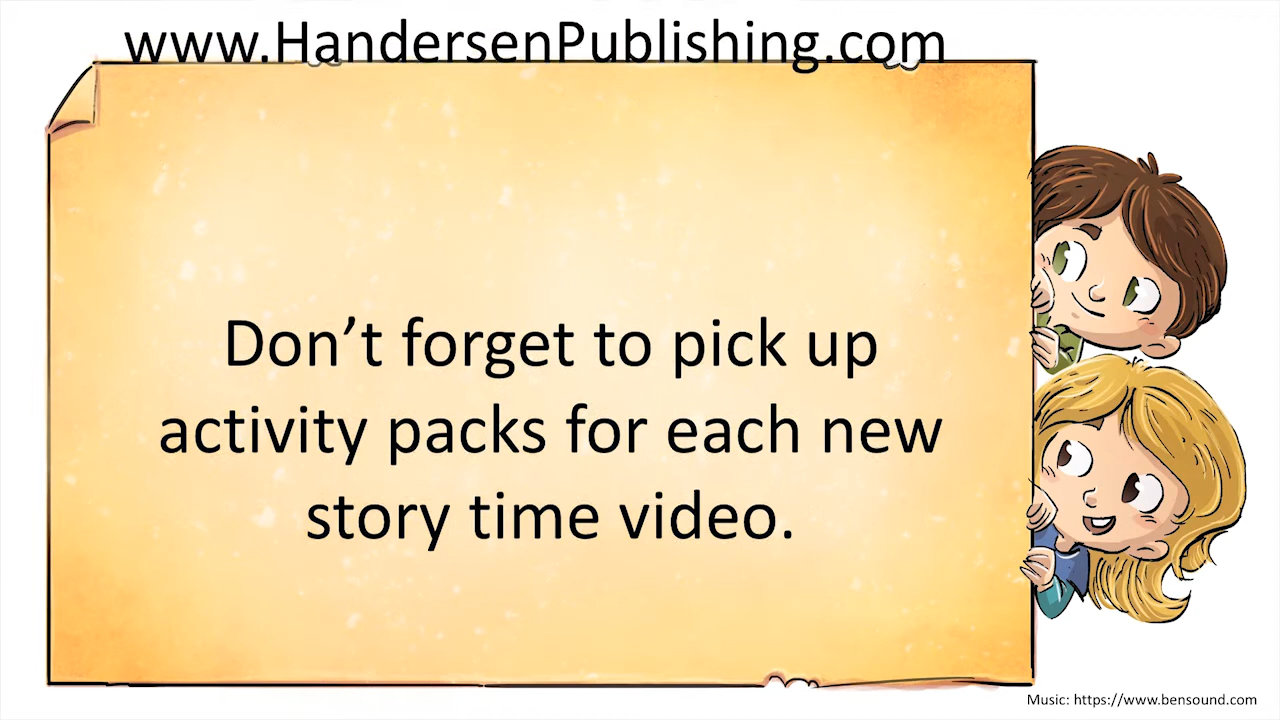 www.HandersenPublishing.com
Don’t forget to pick up
activity packs for each new
story time video.
Music: https://www.bensound.com